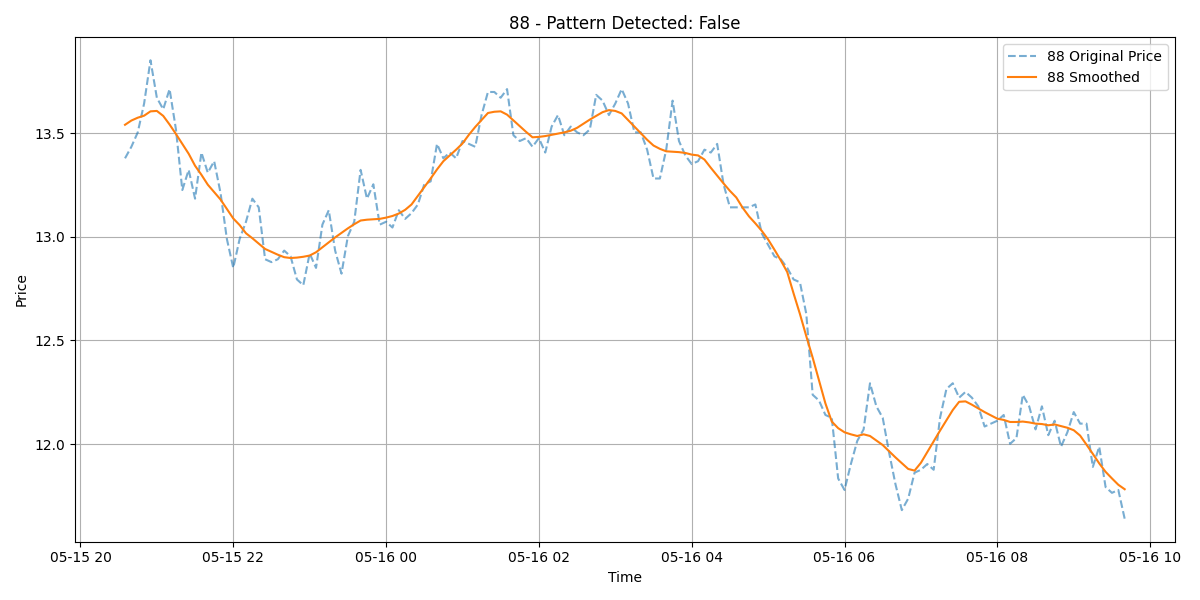 88 - Pattern Detected: False
88 Original Price
88 Smoothed
Price
13.5
13.0
12.5
12.0
05-15 20
05-15 22
05-16 00
05-16 02
05-16 04
05-16 06
05-16 08
05-16 10
Time